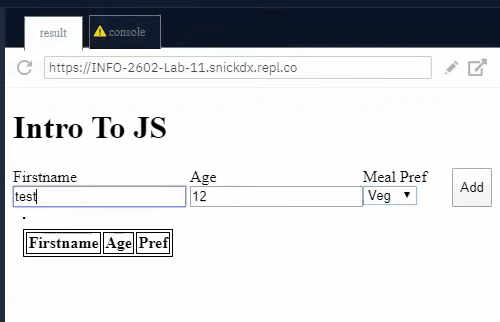 result
console
https://INFO-2602-Lab-11.snickdx.repl.co
Intro To JS
Firstname Age Meal Pref
test 12 Veg Add
Firstname Age Pref